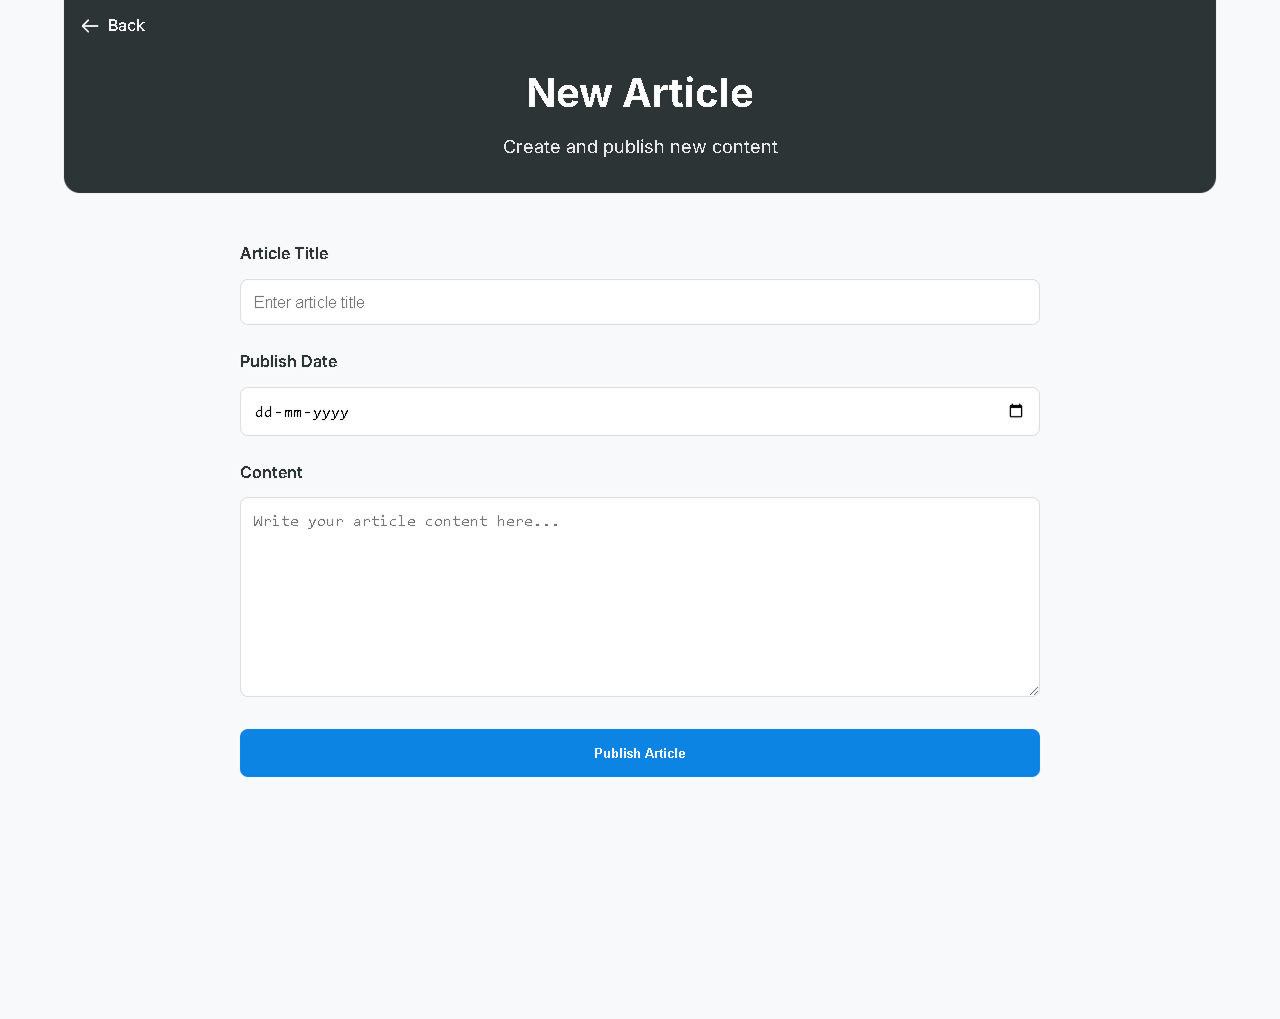 Back
New Article
Create and publish new content
Article Title
Enter article title
Publish Date
dd-mm-yyyy
Content
Write your article content here...
Publish Article